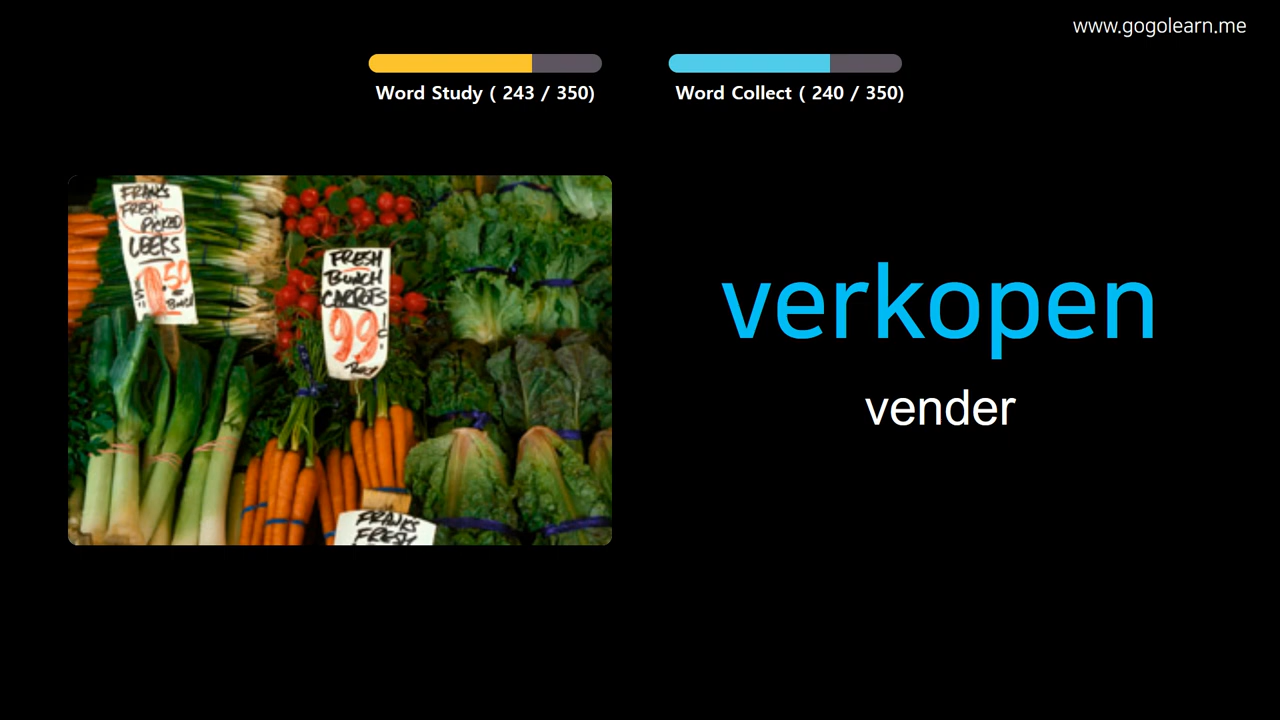 www.gogolearn.me
Word Study ( 243 / 350)
Word Collect ( 240 / 350)
FRANK'S
FRESH
PICKED
LEEKS
FRESH
BUNCH
CARROTS
99¢
FRANK'S
FRESH
verkopen
vender